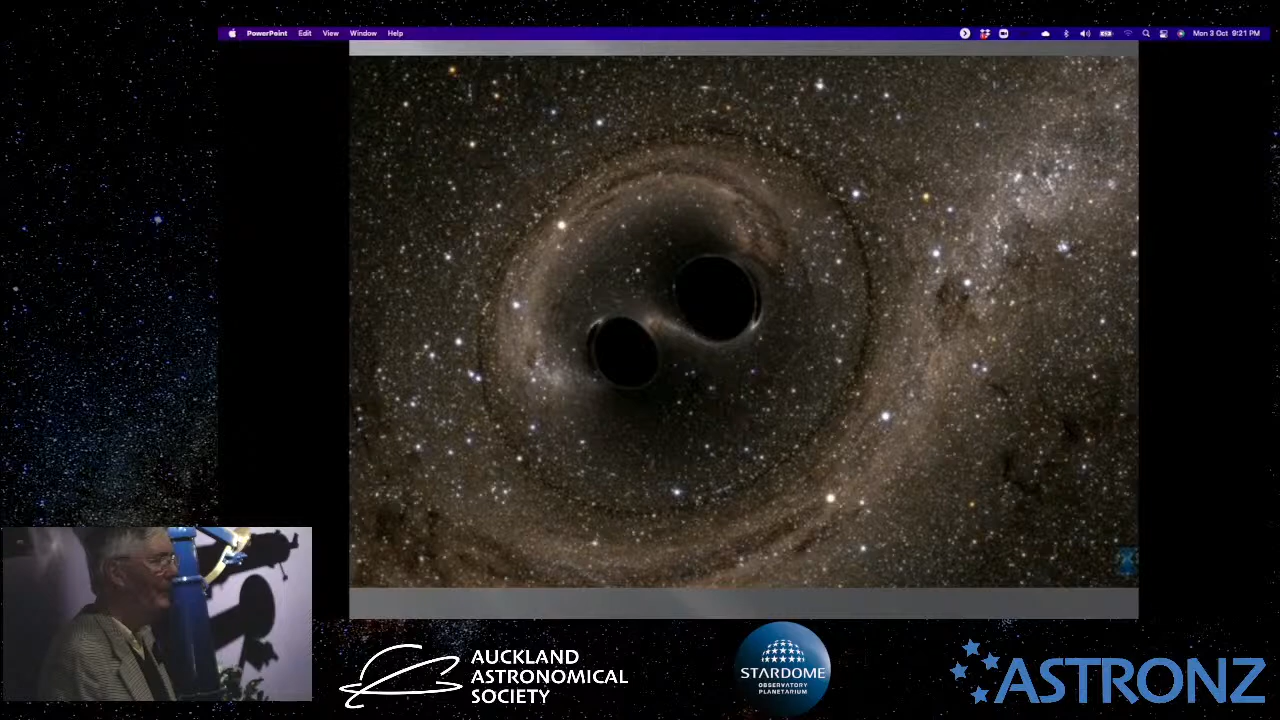 PowerPoint Edit View Window Help
Mon 3 Oct 9:21 PM
AUCKLAND
ASTRONOMICAL
SOCIETY
STARDOME
OBSERVATORY
PLANETARIUM
ASTRONZ